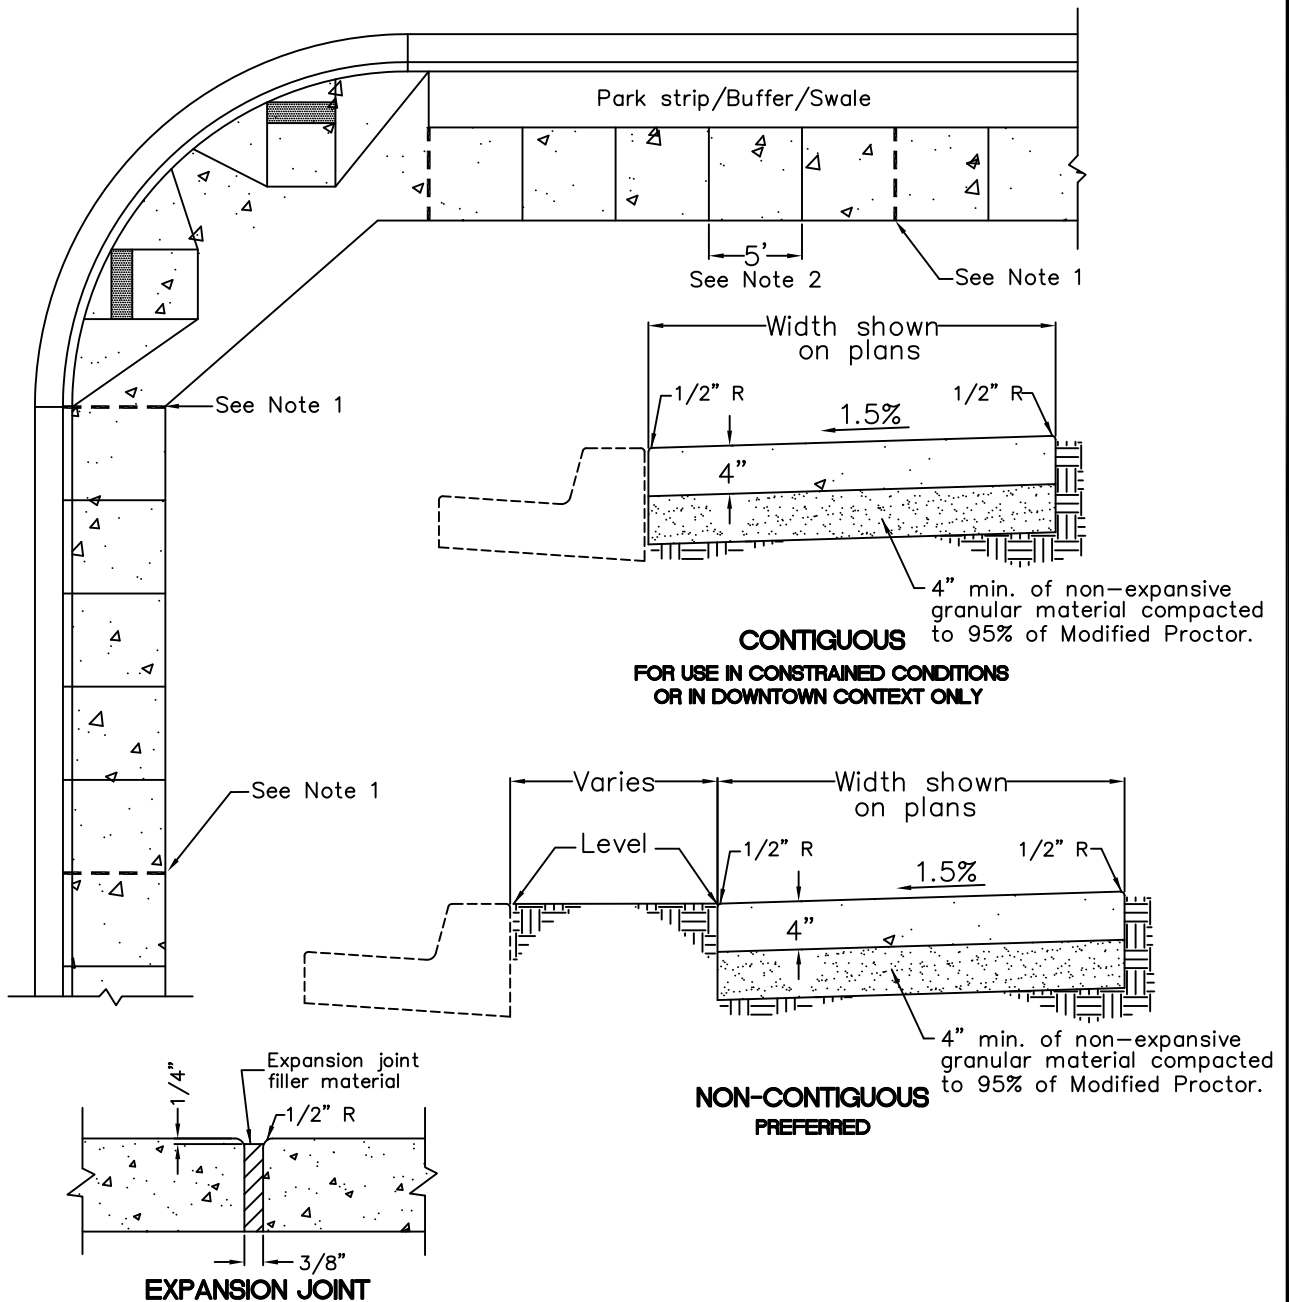 Park strip/Buffer/Swale
5'
See Note 2
See Note 1
Width shown
on plans
1/2" R
1/2" R
1.5%
See Note 1
4"
4" min. of non-expansive
granular material compacted
to 95% of Modified Proctor.
CONTIGUOUS
FOR USE IN CONSTRAINED CONDITIONS
OR IN DOWNTOWN CONTEXT ONLY
See Note 1
Varies
Width shown
on plans
Level
1/2" R
1/2" R
1.5%
4"
4" min. of non-expansive
granular material compacted
to 95% of Modified Proctor.
NON-CONTIGUOUS
PREFERRED
Expansion joint
filler material
1/4"
1/2" R
3/8"
EXPANSION JOINT